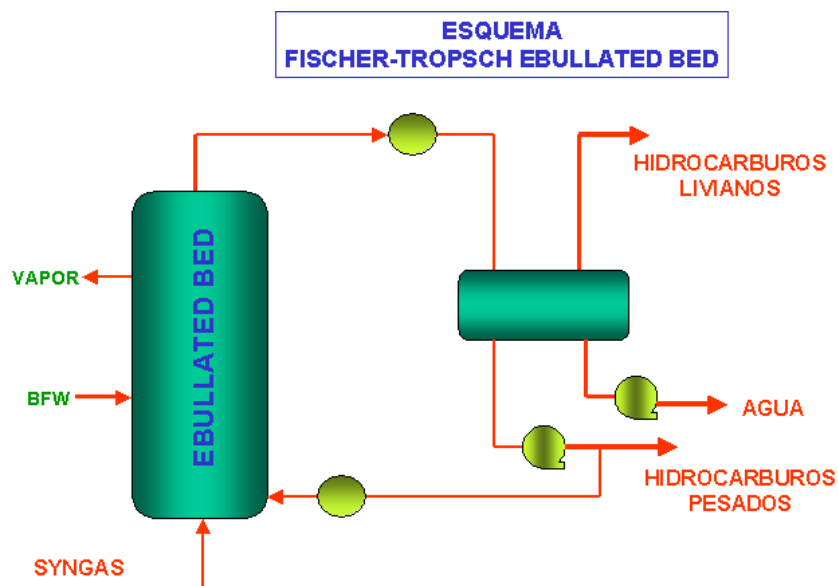 ESQUEMA
FISCHER-TROPSCH EBULLATED BED
HIDROCARBUROS
LIVIANOS
VAPOR
EBULLATED BED
BFW
AGUA
HIDROCARBUROS
PESADOS
SYNGAS